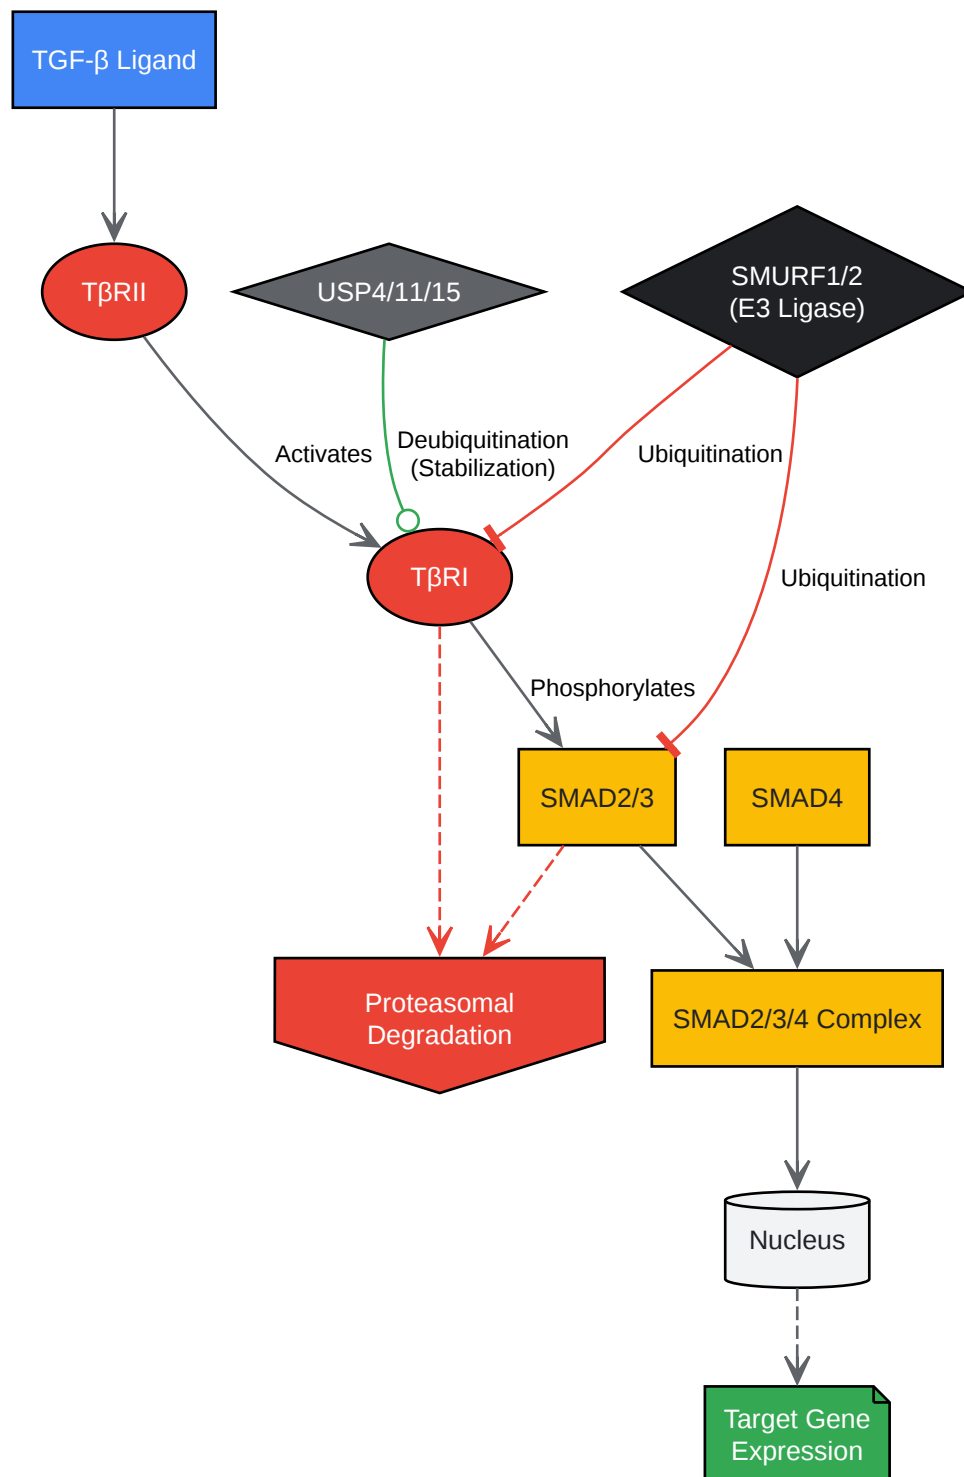 TGF-β Ligand
TβRII
USP4/11/15
SMURF1/2
(E3 Ligase)
Activates
Deubiquitination
(Stabilization)
Ubiquitination
TβRI
Ubiquitination
Phosphorylates
SMAD2/3
SMAD4
Proteasomal
Degradation
SMAD2/3/4 Complex
Nucleus
Target Gene
Expression